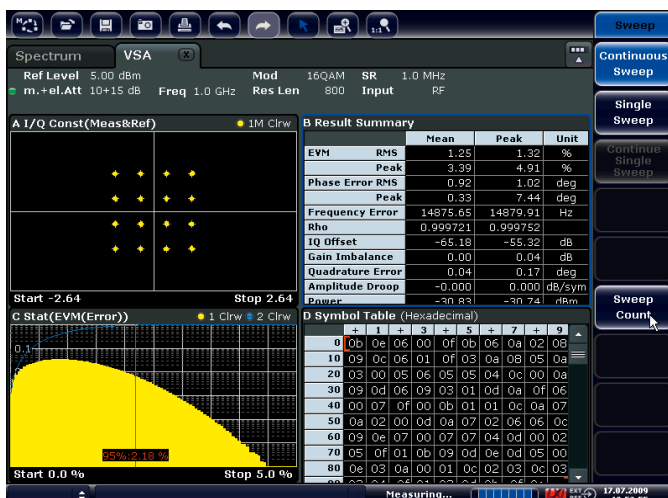 Sweep
Spectrum VSA
Continuous Sweep
Ref Level 5.00 dBm Mod 16QAM SR 1.0 MHz
m.+el.Att 10+15 dB Freq 1.0 GHz Res Len 800 Input RF
Single Sweep
Continue Single Sweep
Sweep Count
A I/Q Const(Meas&Ref) 1M Clrw
Start -2.64 Stop 2.64
B Result Summary
Mean Peak Unit
EVM RMS 1.25 1.32 %
Peak 3.39 4.91 %
Phase Error RMS 0.92 1.02 deg
Peak 0.33 7.44 deg
Frequency Error 14875.65 14879.91 Hz
Rho 0.999721 0.999752
IQ Offset -65.18 -55.32 dB
Gain Imbalance 0.00 0.04 dB
Quadrature Error 0.04 0.17 deg
Amplitude Droop -0.000 0.000 dB/sym
Power -30.83 -30.74 dBm
C Stat(EVM(Error)) 1 Clrw 2 Clrw
0.1
95%:2.18 %
Start 0.0 % Stop 5.0 %
D Symbol Table (Hexadecimal)
+ 1 + 3 + 5 + 7 + 9
0 0b 0e 06 00 0f 0b 06 0a 02 08
10 09 0c 06 01 0f 03 0a 08 05 0a
20 03 00 05 06 05 05 04 0c 00 0a
30 09 0d 06 09 03 01 0d 0a 0f 06
40 00 07 0f 00 0b 01 01 0c 0a 07
50 0a 02 00 0d 0a 07 02 06 06 0c
60 09 0e 07 00 07 07 04 0d 00 02
70 05 0f 01 0b 09 0d 0e 0d 05 00
80 0e 03 0a 00 01 0c 02 03 0c 03
Measuring...
17.07.2009